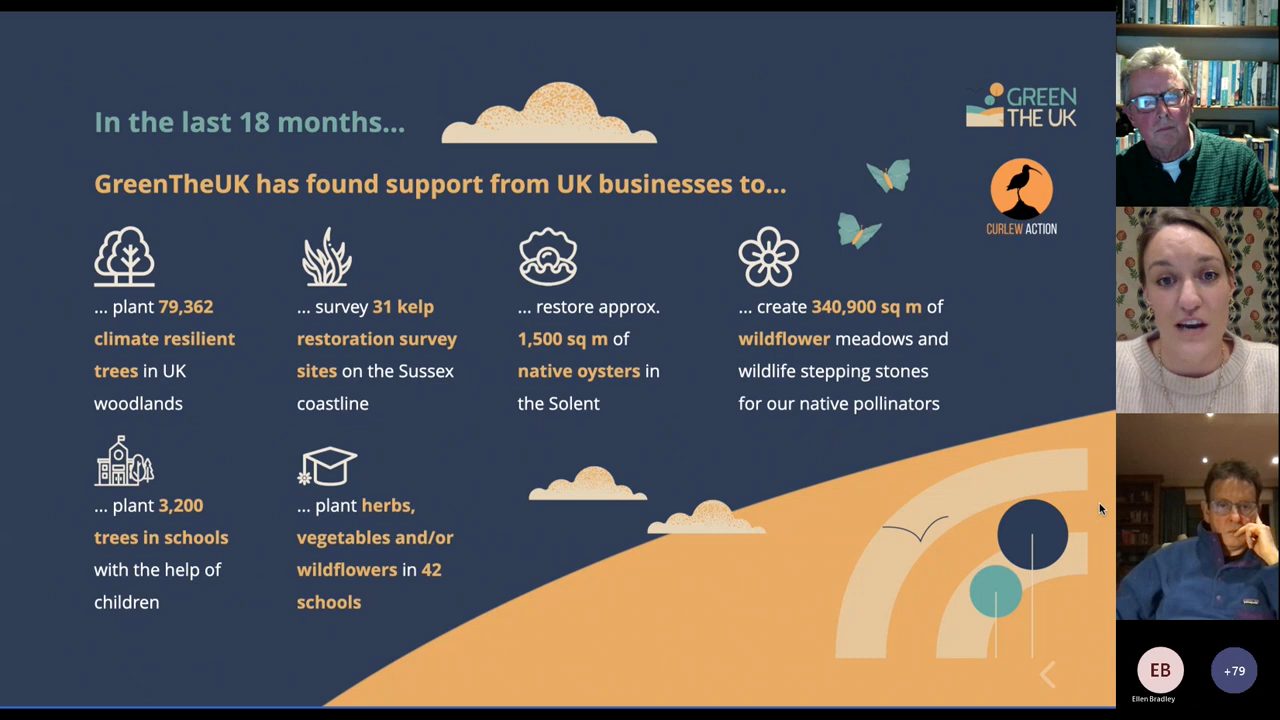 In the last 18 months...
GREEN
THE UK
GreenTheUK has found support from UK businesses to...
CURLEW ACTION
... plant 79,362
climate resilient
trees in UK
woodlands
... survey 31 kelp
restoration survey
sites on the Sussex
coastline
... restore approx.
1,500 sq m of
native oysters in
the Solent
... create 340,900 sq m of
wildflower meadows and
wildlife stepping stones
for our native pollinators
... plant 3,200
trees in schools
with the help of
children
... plant herbs,
vegetables and/or
wildflowers in 42
schools
EB
Ellen Bradley
+79